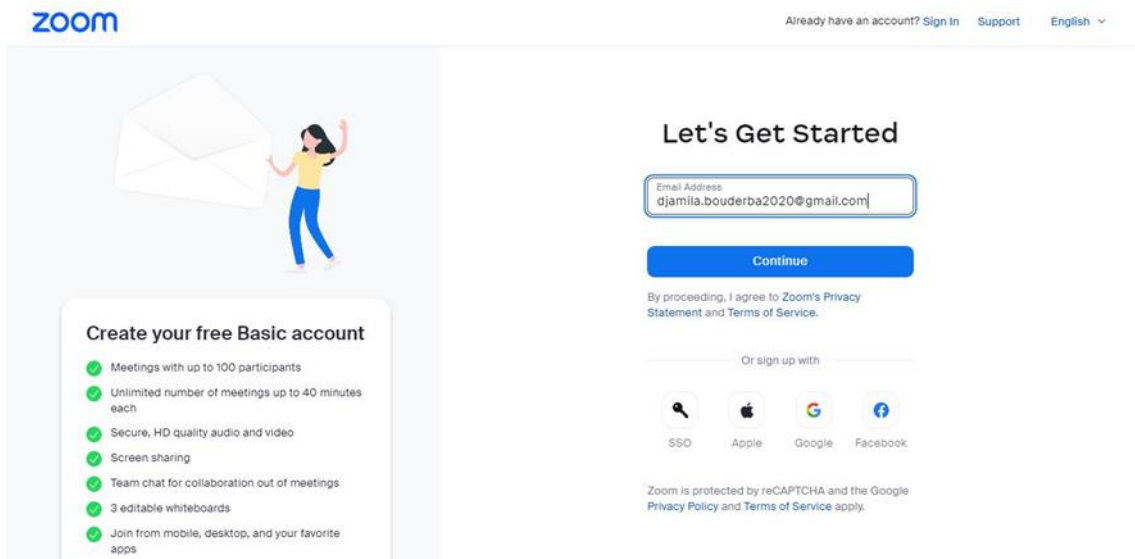 zoom
Already have an account? Sign In Support English
Let's Get Started
Email Address
djamila.bouderba2020@gmail.com
Continue
By proceeding, I agree to Zoom's Privacy
Statement and Terms of Service.
Or sign up with
SSO Apple Google Facebook
Zoom is protected by reCAPTCHA and the Google
Privacy Policy and Terms of Service apply.
Create your free Basic account
Meetings with up to 100 participants
Unlimited number of meetings up to 40 minutes
each
Secure, HD quality audio and video
Screen sharing
Team chat for collaboration out of meetings
3 editable whiteboards
Join from mobile, desktop, and your favorite
apps